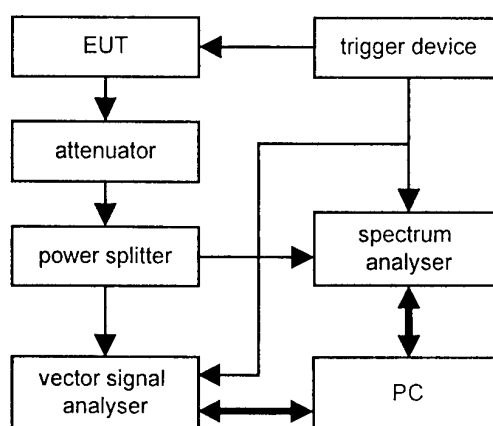 EUT
trigger device
attenuator
power splitter
spectrum
analyser
vector signal
analyser
PC